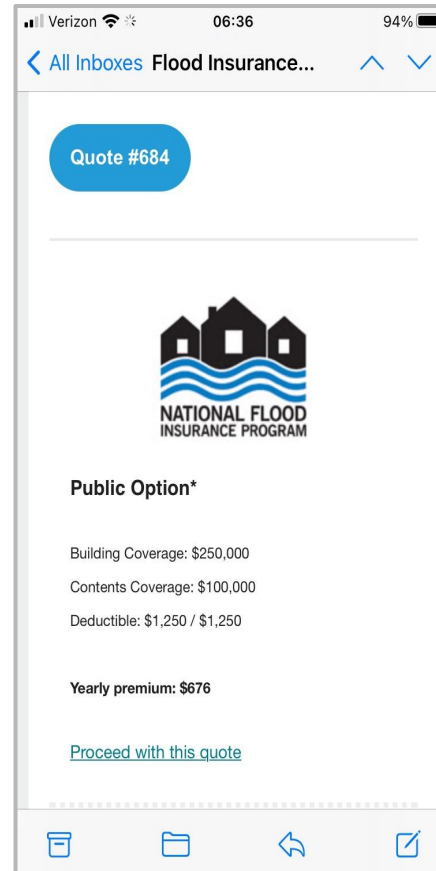 Verizon 06:36 94%
All Inboxes Flood Insurance...
Quote #684
NATIONAL FLOOD
INSURANCE PROGRAM
Public Option*
Building Coverage: $250,000
Contents Coverage: $100,000
Deductible: $1,250 / $1,250
Yearly premium: $676
Proceed with this quote